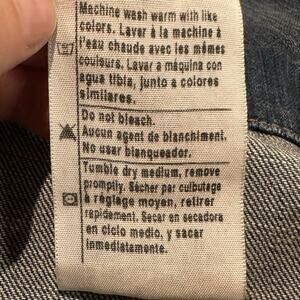 Machine wash warm with like
colors. Laver à la machine à
l'eau chaude avec les mêmes
couleurs. Lavar a máquina con
agua tibia, junto a colores
similares.
Do not bleach.
Aucun agent de blanchiment.
No usar blanqueador.
Tumble dry medium, remove
promptly. Sécher par culbutage
à réglage moyen, retirer
rapidement. Secar en secadora
en ciclo medio, y sacar
inmediatamente.